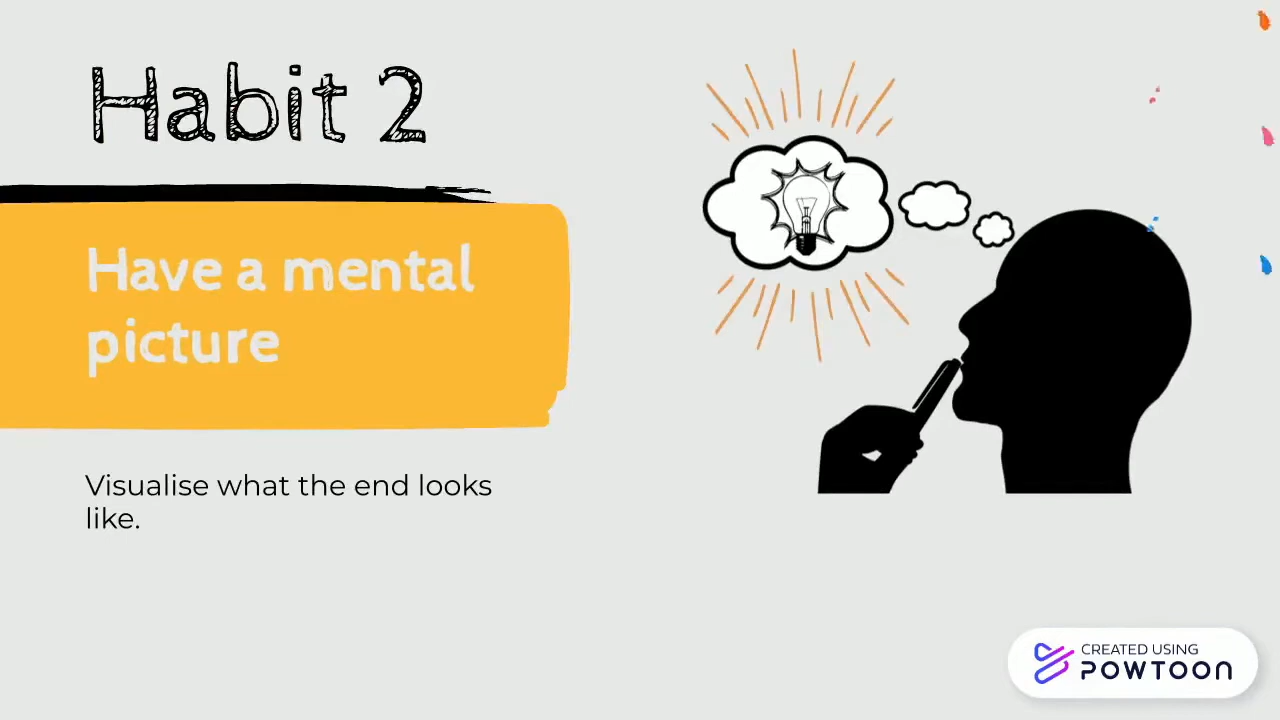 Habit 2
Have a mental
picture
Visualise what the end looks
like.
CREATED USING
POWTOON